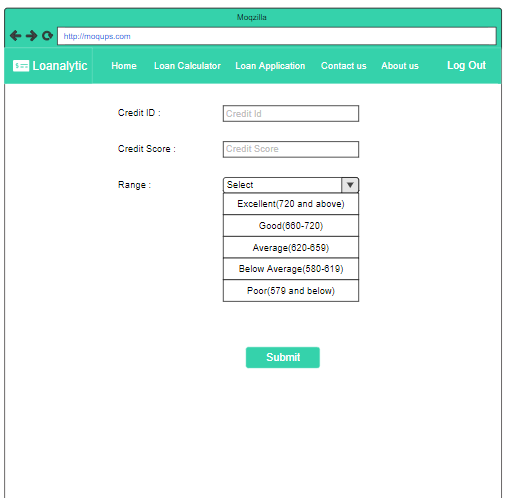 Moqzilla
http://moqups.com
Loanalytic Home Loan Calculator Loan Application Contact us About us Log Out
Credit ID : Credit Id
Credit Score : Credit Score
Range : Select
Excellent(720 and above)
Good(660-720)
Average(620-659)
Below Average(580-619)
Poor(579 and below)
Submit